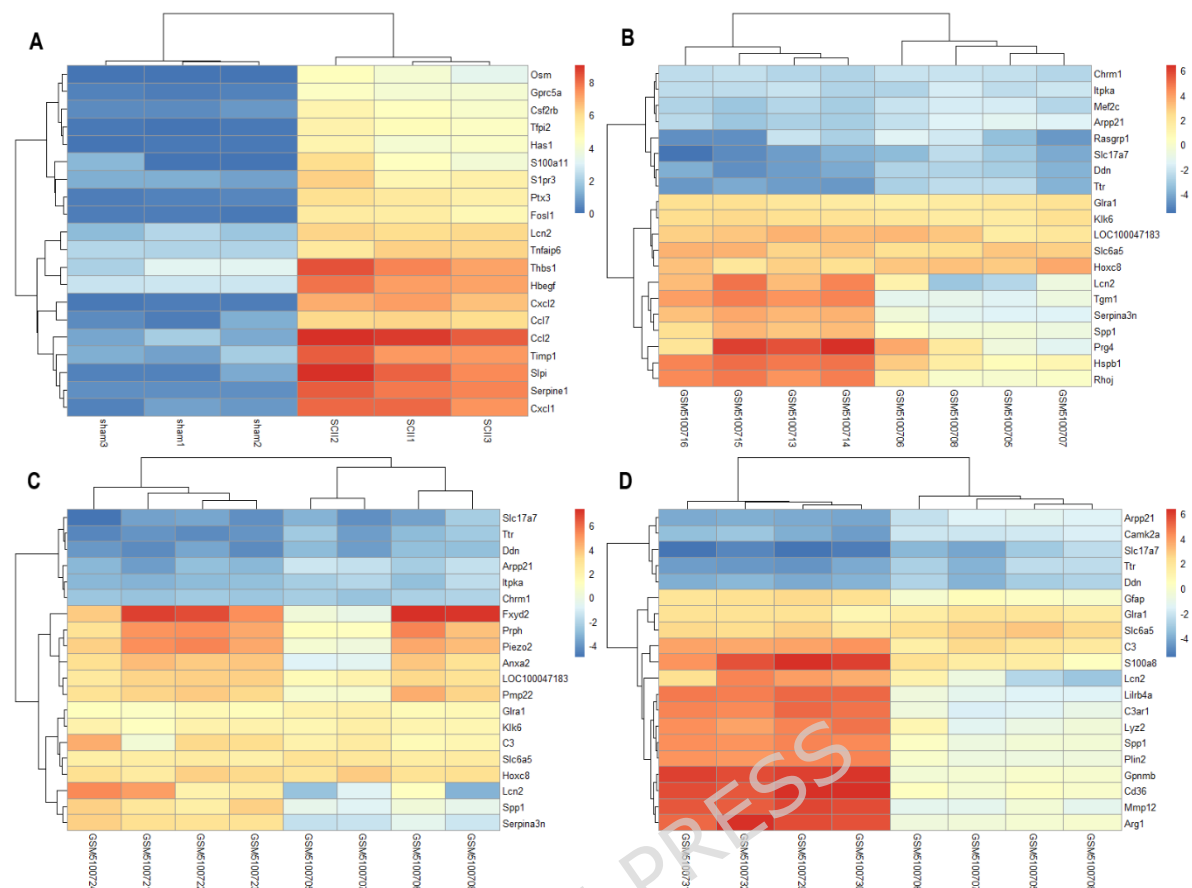 A
Osm
Gprc5a
Csf2rb
Tfpi2
Has1
S100a11
S1pr3
Ptx3
Fosl1
Lcn2
Tnfaip6
Thbs1
Hbegf
Cxcl2
Ccl7
Ccl2
Timp1
Slpi
Serpine1
Cxcl1
8
6
4
2
0
sham3
sham1
sham2
SCII2
SCII1
SCII3
B
Chrm1
Itpka
Mef2c
Arpp21
Rasgrp1
Slc17a7
Ddn
Ttr
Glra1
Klk6
LOC100047183
Slc6a5
Hoxc8
Lcn2
Tgm1
Serpina3n
Spp1
Prg4
Hspb1
Rhoj
6
4
2
0
-2
-4
GSM5100716
GSM5100715
GSM5100713
GSM5100714
GSM5100706
GSM5100708
GSM5100705
GSM5100707
C
Slc17a7
Ttr
Ddn
Arpp21
Itpka
Chrm1
Fxyd2
Prph
Piezo2
Anxa2
LOC100047183
Pmp22
Glra1
Klk6
C3
Slc6a5
Hoxc8
Lcn2
Spp1
Serpina3n
6
4
2
0
-2
-4
D
Arpp21
Camk2a
Slc17a7
Ttr
Ddn
Gfap
Glra1
Slc6a5
C3
S100a8
Lcn2
Lilrb4a
C3ar1
Lyz2
Spp1
Plin2
Gpnmb
Cd36
Mmp12
Arg1
6
4
2
0
-2
-4
PRESS